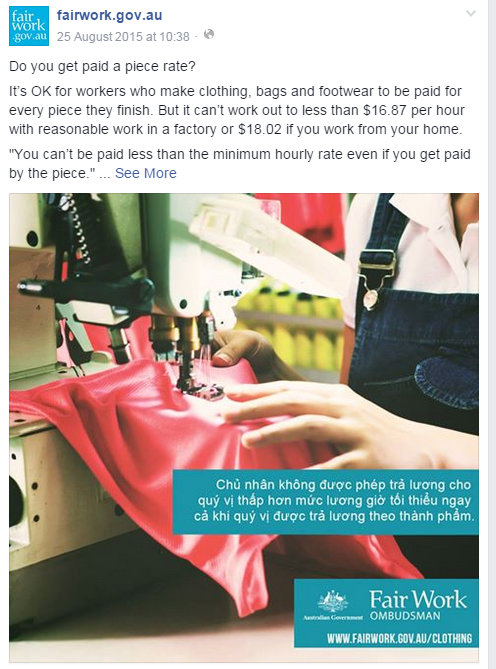 fair
work
.gov.au
fairwork.gov.au
25 August 2015 at 10:38 ·
Do you get paid a piece rate?
It's OK for workers who make clothing, bags and footwear to be paid for
every piece they finish. But it can't work out to less than $16.87 per hour
with reasonable work in a factory or $18.02 if you work from your home.
"You can't be paid less than the minimum hourly rate even if you get paid
by the piece." ... See More
Chủ nhân không được phép trả lương cho
quý vị thấp hơn mức lương giờ tối thiểu ngay
cả khi quý vị được trả lương theo thành phẩm.
Australian Government
Fair Work
OMBUDSMAN
WWW.FAIRWORK.GOV.AU/CLOTHING